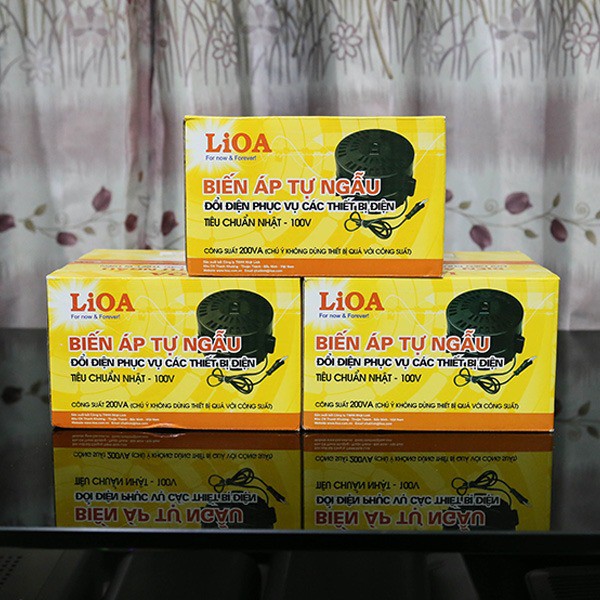 LiOA
For now & Forever!
BIẾN ÁP TỰ NGẪU
ĐỔI ĐIỆN PHỤC VỤ CÁC THIẾT BỊ ĐIỆN
TIÊU CHUẨN NHẬT - 100V
CÔNG SUẤT 200VA (CHÚ Ý KHÔNG DÙNG THIẾT BỊ QUÁ VỚI CÔNG SUẤT)
LiOA
For now & Forever!
BIẾN ÁP TỰ NGẪU
ĐỔI ĐIỆN PHỤC VỤ CÁC THIẾT BỊ ĐIỆN
TIÊU CHUẨN NHẬT - 100V
CÔNG SUẤT 200VA (CHÚ Ý KHÔNG DÙNG THIẾT BỊ QUÁ VỚI CÔNG SUẤT)
LiOA
For now & Forever!
BIẾN ÁP TỰ NGẪU
ĐỔI ĐIỆN PHỤC VỤ CÁC THIẾT BỊ ĐIỆN
TIÊU CHUẨN NHẬT - 100V
CÔNG SUẤT 200VA (CHÚ Ý KHÔNG DÙNG THIẾT BỊ QUÁ VỚI CÔNG SUẤT)